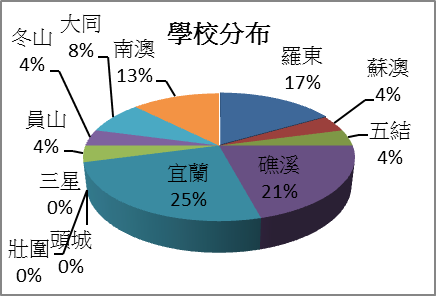 學校分布
羅東
17%
蘇澳
4%
五結
4%
礁溪
21%
宜蘭
25%
頭城
0%
壯圍
0%
三星
0%
員山
4%
冬山
4%
大同
8%
南澳
13%